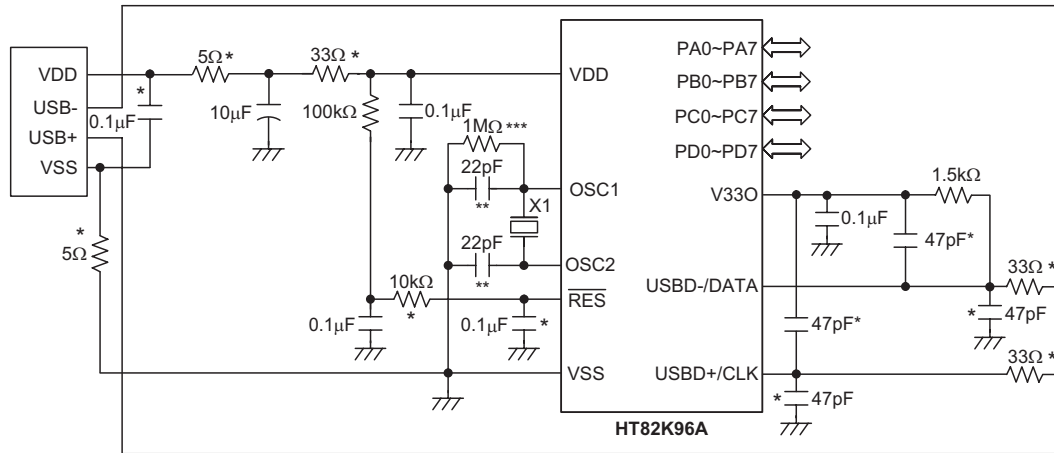 VDD
USB-
USB+
VSS
*
0.1µF
5Ω*
10µF
33Ω *
100kΩ
0.1µF
*
5Ω
1MΩ ***
22pF
**
X1
22pF
**
10kΩ
*
0.1µF
0.1µF
*
VDD
OSC1
OSC2
RES
VSS
PA0~PA7
PB0~PB7
PC0~PC7
PD0~PD7
V33O
USBD-/DATA
USBD+/CLK
HT82K96A
0.1µF
1.5kΩ
47pF*
33Ω *
* 47pF
47pF*
33Ω *
* 47pF